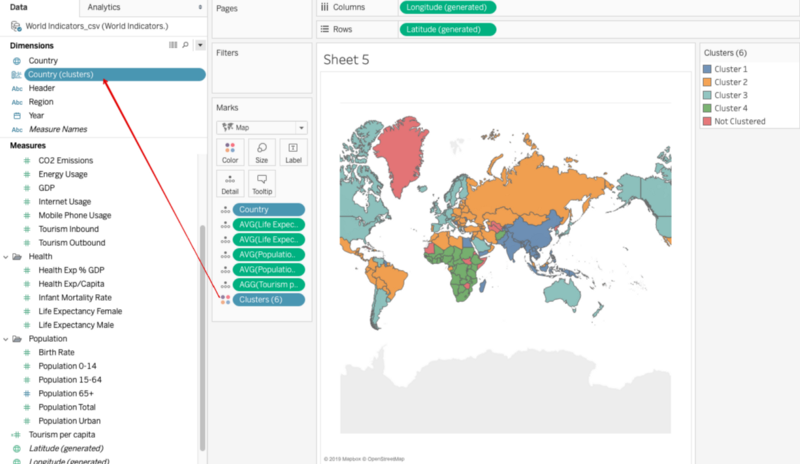 Data
Analytics
World Indicators_csv (World Indicators.)
Dimensions
Country
Country (clusters)
Abc Header
Abc Region
Year
Abc Measure Names
Measures
CO2 Emissions
Energy Usage
GDP
Internet Usage
Mobile Phone Usage
Tourism Inbound
Tourism Outbound
Health
Health Exp % GDP
Health Exp/Capita
Infant Mortality Rate
Life Expectancy Female
Life Expectancy Male
Population
Birth Rate
Population 0-14
Population 15-64
Population 65+
Population Total
Population Urban
Tourism per capita
Latitude (generated)
Longitude (generated)
Pages
Filters
Marks
Map
Color
Size
Label
Detail
Tooltip
Country
AVG(Life Expec..
AVG(Life Expec..
AVG(Populatio..
AVG(Populatio..
AGG(Tourism p..
Clusters (6)
Columns
Longitude (generated)
Rows
Latitude (generated)
Sheet 5
© 2019 Mapbox © OpenStreetMap
Clusters (6)
Cluster 1
Cluster 2
Cluster 3
Cluster 4
Not Clustered